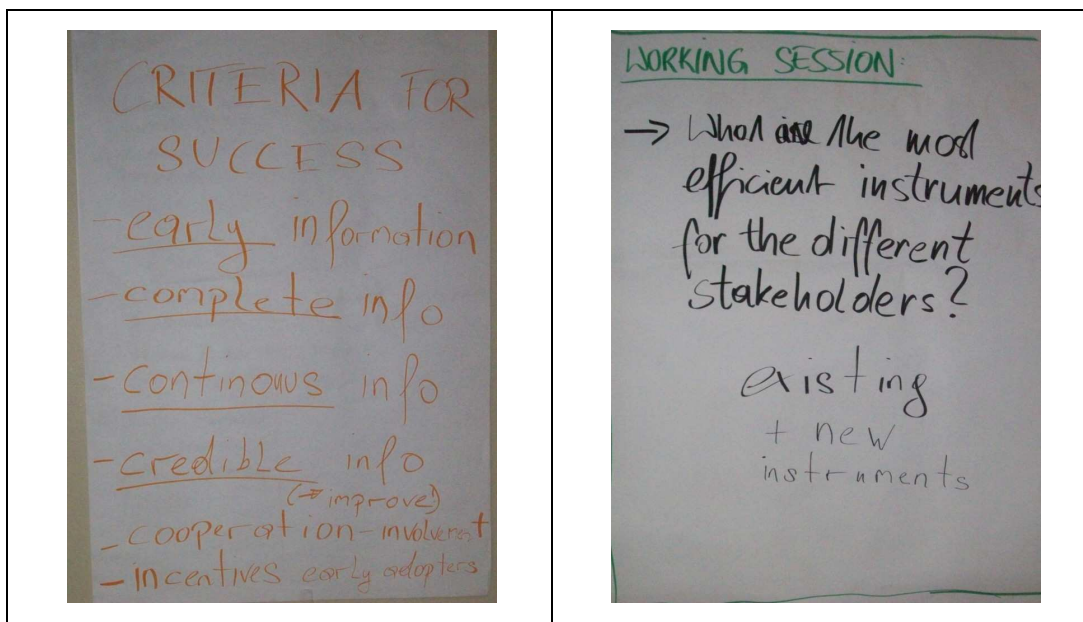 CRITERIA FOR
SUCCESS
- early information
- complete info
- continous info
- credible info
(→ improve)
- cooperation - involvement
- incentives early adopters
WORKING SESSION:
→ What are the most
efficient instruments
for the different
stakeholders?
existing
+ new
instruments